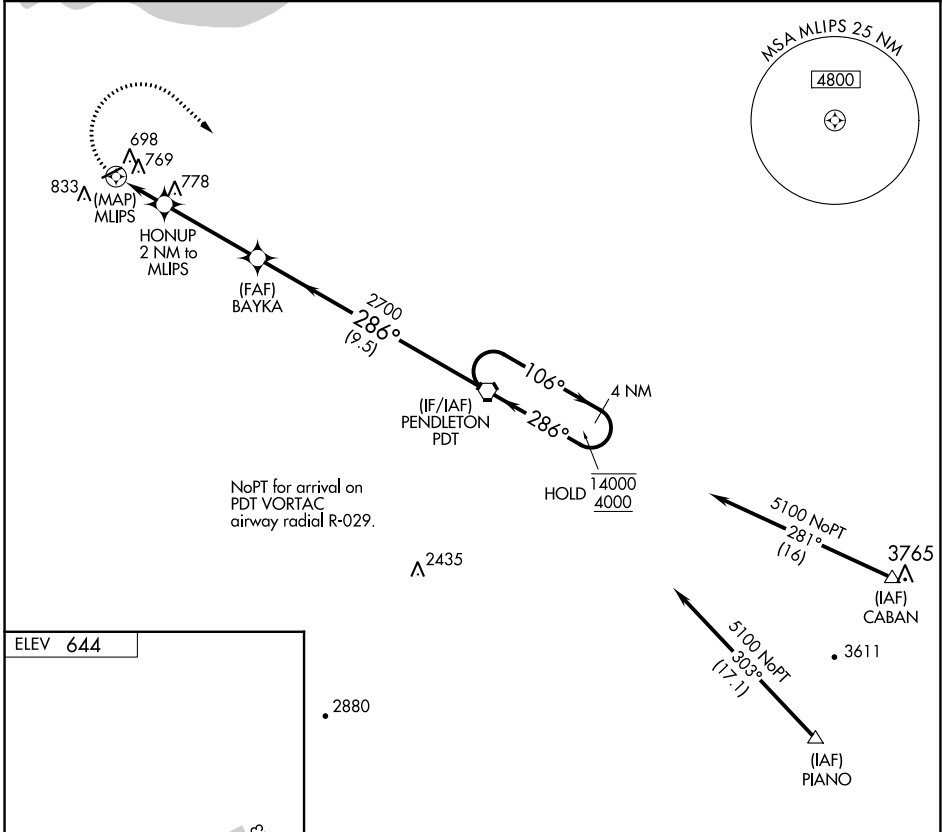 MSA MLIPS 25 NM
4800
698
769
833
778
(MAP)
MLIPS
HONUP
2 NM to
MLIPS
(FAF)
BAYKA
2700
286°
(9.5)
106°
4 NM
(IF/IAF)
PENDLETON
PDT
286°
HOLD
14000
4000
NoPT for arrival on
PDT VORTAC
airway radial R-029.
5100 NoPT
281°
(16)
3765
(IAF)
CABAN
2435
5100 NoPT
303°
(17.1)
3611
ELEV 644
2880
(IAF)
PIANO